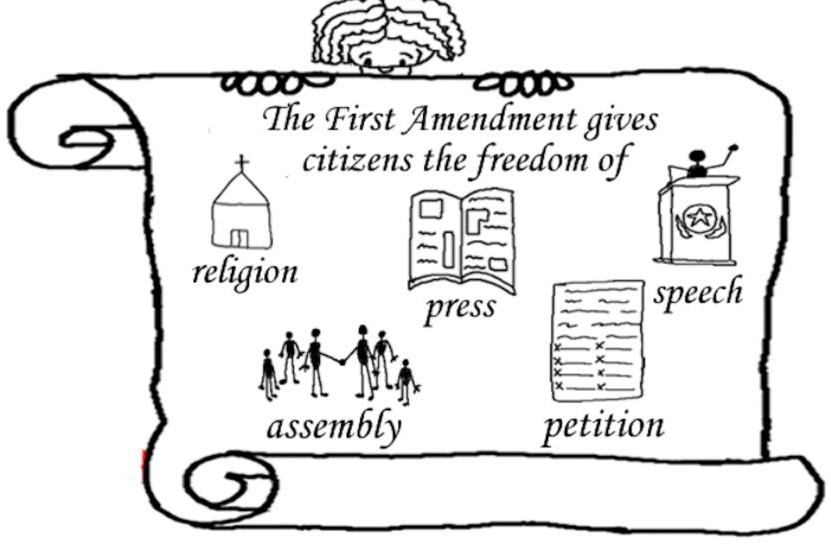 The First Amendment gives
citizens the freedom of
religion
press
speech
assembly
petition